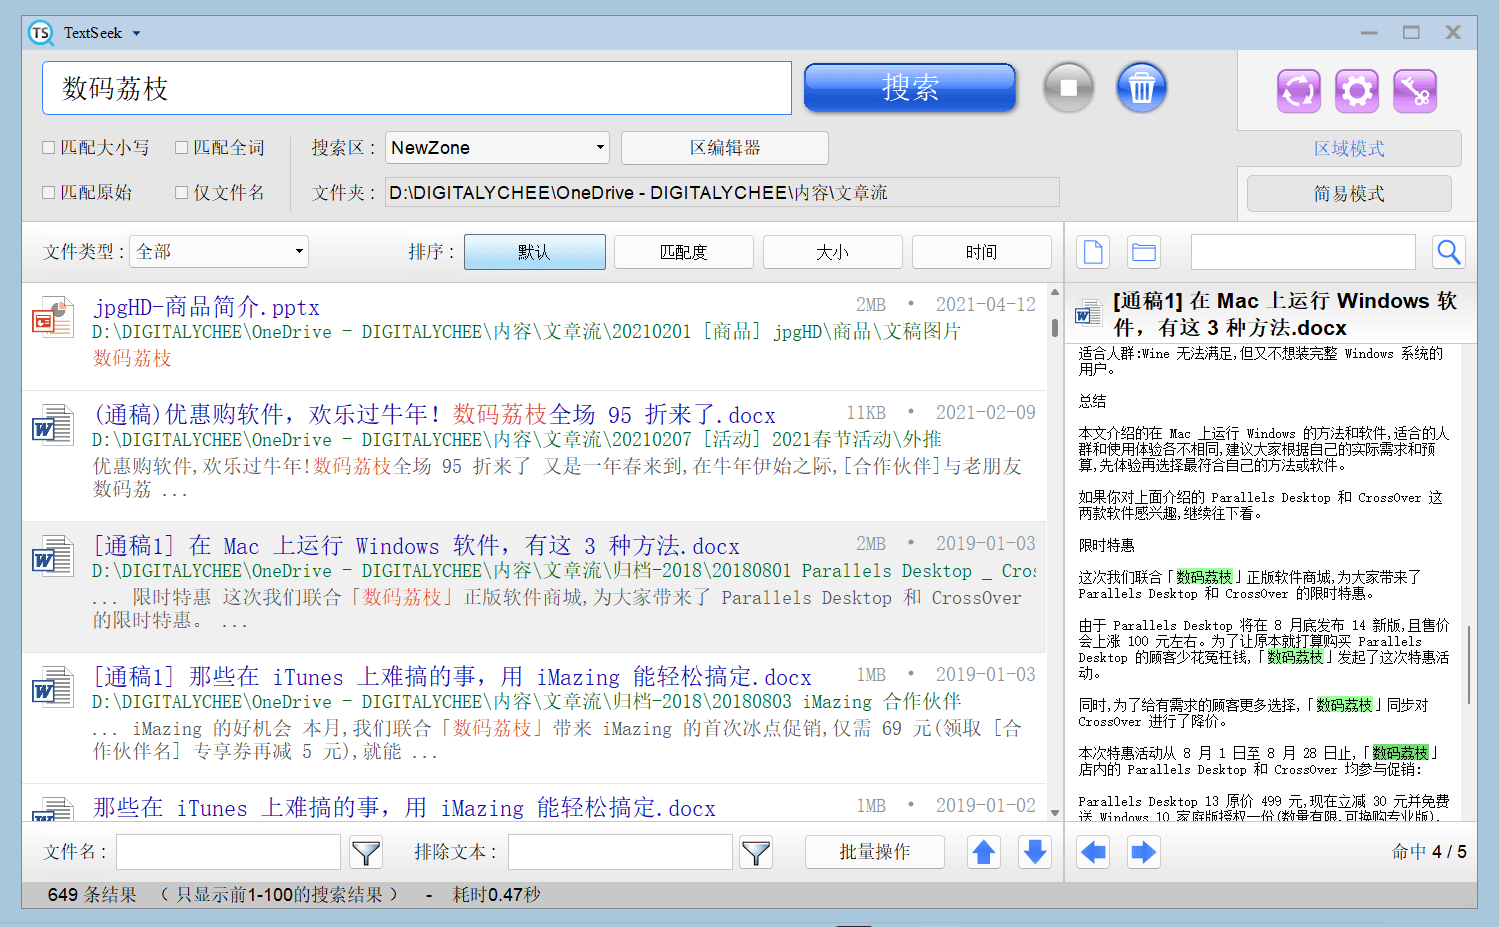 TextSeek
数码荔枝
搜索
匹配大小写 匹配全词 搜索区： NewZone 区编辑器
区域模式
匹配原始 仅文件名 文件夹： D:\DIGITALYCHEE\OneDrive - DIGITALYCHEE\内容\文章流
简易模式
文件类型： 全部 排序： 默认 匹配度 大小 时间
jpgHD-商品简介.pptx 2MB • 2021-04-12
D:\DIGITALYCHEE\OneDrive - DIGITALYCHEE\内容\文章流\20210201 [商品] jpgHD\商品\文稿图片
数码荔枝
(通稿)优惠购软件，欢乐过牛年！数码荔枝全场 95 折来了.docx 11KB • 2021-02-09
D:\DIGITALYCHEE\OneDrive - DIGITALYCHEE\内容\文章流\20210207 [活动] 2021春节活动\外推
优惠购软件,欢乐过牛年!数码荔枝全场 95 折来了 又是一年春来到,在牛年伊始之际,[合作伙伴]与老朋友
数码荔 ...
[通稿1] 在 Mac 上运行 Windows 软件，有这 3 种方法.docx 2MB • 2019-01-03
D:\DIGITALYCHEE\OneDrive - DIGITALYCHEE\内容\文章流\归档-2018\20180801 Parallels Desktop _ Cros
... 限时特惠 这次我们联合「数码荔枝」正版软件商城,为大家带来了 Parallels Desktop 和 CrossOver
的限时特惠。 ...
[通稿1] 那些在 iTunes 上难搞的事，用 iMazing 能轻松搞定.docx 1MB • 2019-01-03
D:\DIGITALYCHEE\OneDrive - DIGITALYCHEE\内容\文章流\归档-2018\20180803 iMazing 合作伙伴
... iMazing 的好机会 本月,我们联合「数码荔枝」带来 iMazing 的首次冰点促销,仅需 69 元(领取 [合
作伙伴名] 专享券再减 5 元),就能 ...
那些在 iTunes 上难搞的事，用 iMazing 能轻松搞定.docx 1MB • 2019-01-02
[通稿1] 在 Mac 上运行 Windows 软
件，有这 3 种方法.docx
适合人群:Wine 无法满足,但又不想装完整 Windows 系统的
用户。
总结
本文介绍的在 Mac 上运行 Windows 的方法和软件,适合的人
群和使用体验各不相同,建议大家根据自己的实际需求和预
算,先体验再选择最符合自己的方法或软件。
如果你对上面介绍的 Parallels Desktop 和 CrossOver 这
两款软件感兴趣,继续往下看。
限时特惠
这次我们联合「数码荔枝」正版软件商城,为大家带来了
Parallels Desktop 和 CrossOver 的限时特惠。
由于 Parallels Desktop 将在 8 月底发布 14 新版,且售价
会上涨 100 元左右。为了让原本就打算购买 Parallels
Desktop 的顾客少花冤枉钱,「数码荔枝」发起了这次特惠活
动。
同时,为了给有需求的顾客更多选择,「数码荔枝」同步对
CrossOver 进行了降价。
本次特惠活动从 8 月 1 日至 8 月 28 日止,「数码荔枝」
店内的 Parallels Desktop 和 CrossOver 均参与促销:
Parallels Desktop 13 原价 499 元,现在立减 30 元并免费
送 Windows 10 家庭版授权一份(数量有限,可换购专业版),
文件名： 排除文本： 批量操作 命中 4 / 5
649 条结果 （ 只显示前1-100的搜索结果 ） - 耗时0.47秒